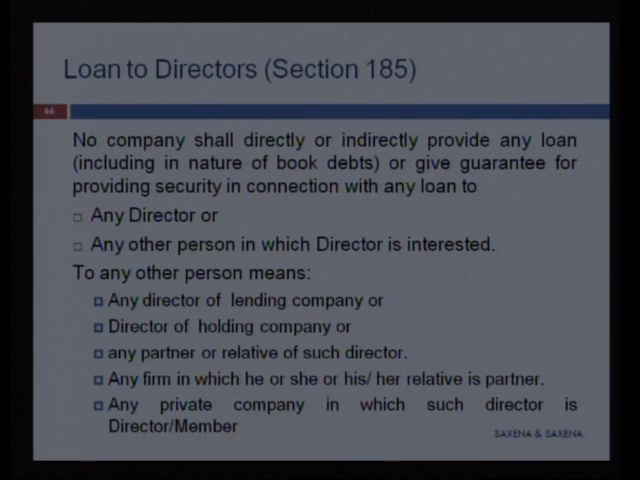 Loan to Directors (Section 185)
66
No company shall directly or indirectly provide any loan
(including in nature of book debts) or give guarantee for
providing security in connection with any loan to
Any Director or
Any other person in which Director is interested.
To any other person means:
Any director of lending company or
Director of holding company or
any partner or relative of such director.
Any firm in which he or she or his/ her relative is partner.
Any private company in which such director is
Director/Member
SAXENA & SAXENA